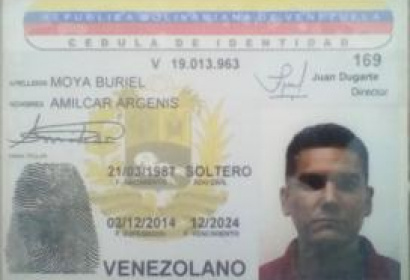 REPUBLICA BOLIVARIANA DE VENEZUELA
CEDULA DE IDENTIDAD
V 19.013.963
169
APELLIDOS MOYA BURIEL
Juan Dugarte
Director
NOMBRES AMILCAR ARGENIS
FIRMA TITULAR
21/03/1987 SOLTERO
F. NACIMIENTO EDO CIVIL
02/12/2014 12/2024
F. EXPEDICION F. VENCIMIENTO
VENEZOLANO